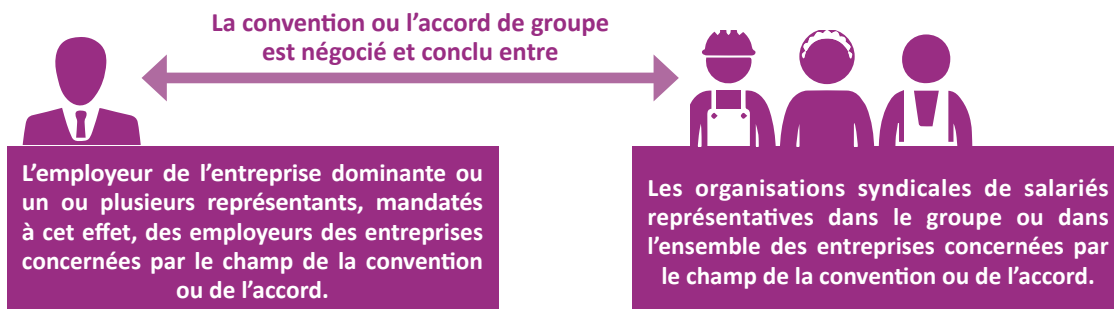 La convention ou l’accord de groupe
est négocié et conclu entre
L’employeur de l’entreprise dominante ou
un ou plusieurs représentants, mandatés
à cet effet, des employeurs des entreprises
concernées par le champ de la convention
ou de l’accord.
Les organisations syndicales de salariés
représentatives dans le groupe ou dans
l’ensemble des entreprises concernées par
le champ de la convention ou de l’accord.